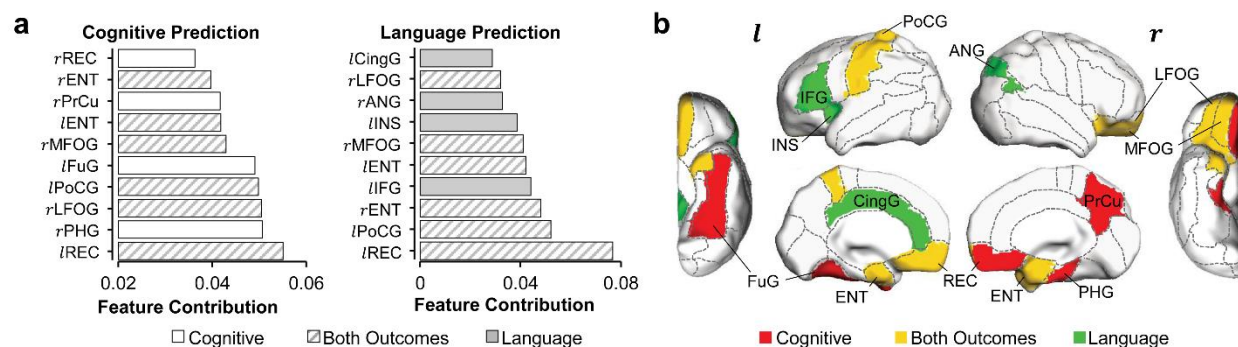 a
Cognitive Prediction
rREC
rENT
rPrCu
lENT
rMFOG
lFuG
lPoCG
rLFOG
rPHG
lREC
0.02
0.04
0.06
Feature Contribution
Language Prediction
lCingG
rLFOG
rANG
lINS
rMFOG
lENT
lIFG
rENT
lPoCG
lREC
0
0.04
0.08
Feature Contribution
Cognitive
Both Outcomes
Language
b
l
PoCG
r
ANG
LFOG
IFG
INS
MFOG
CingG
PrCu
FuG
ENT
REC
ENT
PHG
Cognitive
Both Outcomes
Language